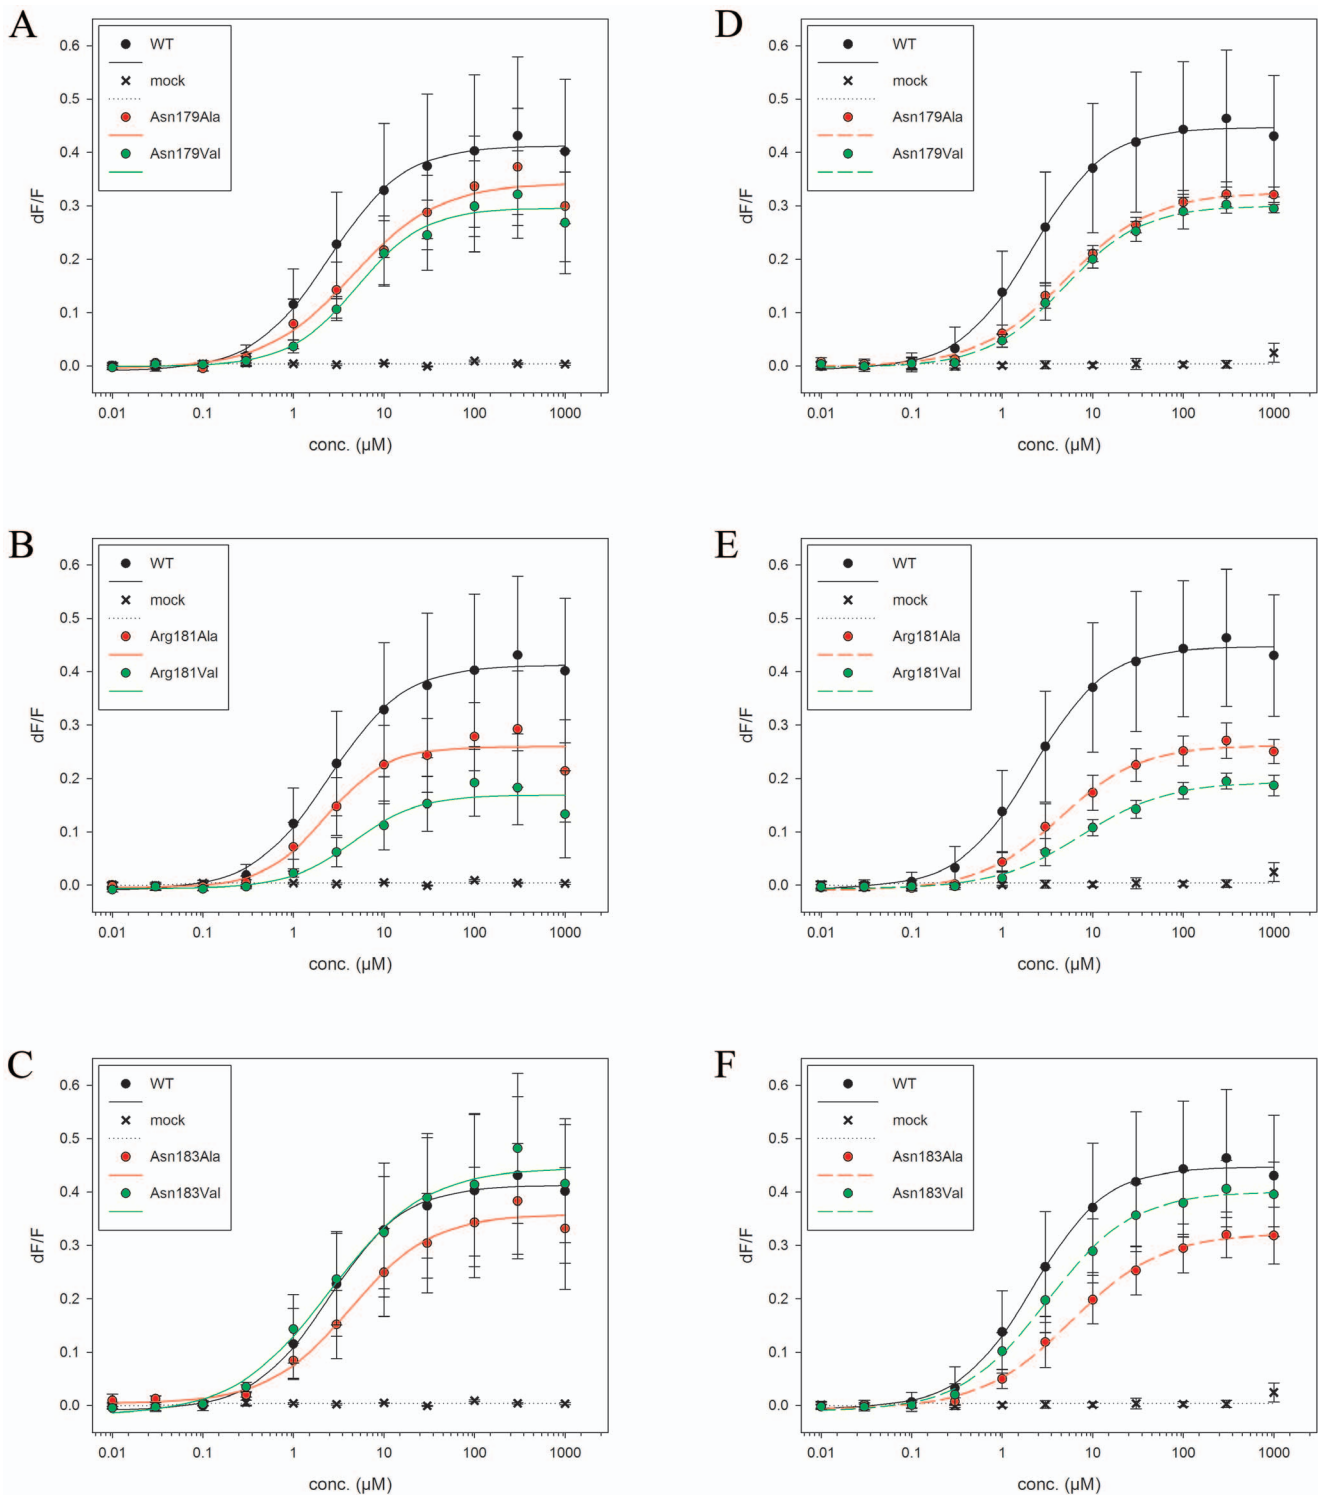 A
dF/F
0.6
0.5
0.4
0.3
0.2
0.1
0.0
WT
mock
Asn179Ala
Asn179Val
0.01 0.1 1 10 100 1000
conc. (µM)
D
dF/F
0.6
0.5
0.4
0.3
0.2
0.1
0.0
WT
mock
Asn179Ala
Asn179Val
0.01 0.1 1 10 100 1000
conc. (µM)
B
dF/F
0.6
0.5
0.4
0.3
0.2
0.1
0.0
WT
mock
Arg181Ala
Arg181Val
0.01 0.1 1 10 100 1000
conc. (µM)
E
dF/F
0.6
0.5
0.4
0.3
0.2
0.1
0.0
WT
mock
Arg181Ala
Arg181Val
0.01 0.1 1 10 100 1000
conc. (µM)
C
dF/F
0.6
0.5
0.4
0.3
0.2
0.1
0.0
WT
mock
Asn183Ala
Asn183Val
0.01 0.1 1 10 100 1000
conc. (µM)
F
dF/F
0.6
0.5
0.4
0.3
0.2
0.1
0.0
WT
mock
Asn183Ala
Asn183Val
0.01 0.1 1 10 100 1000
conc. (µM)